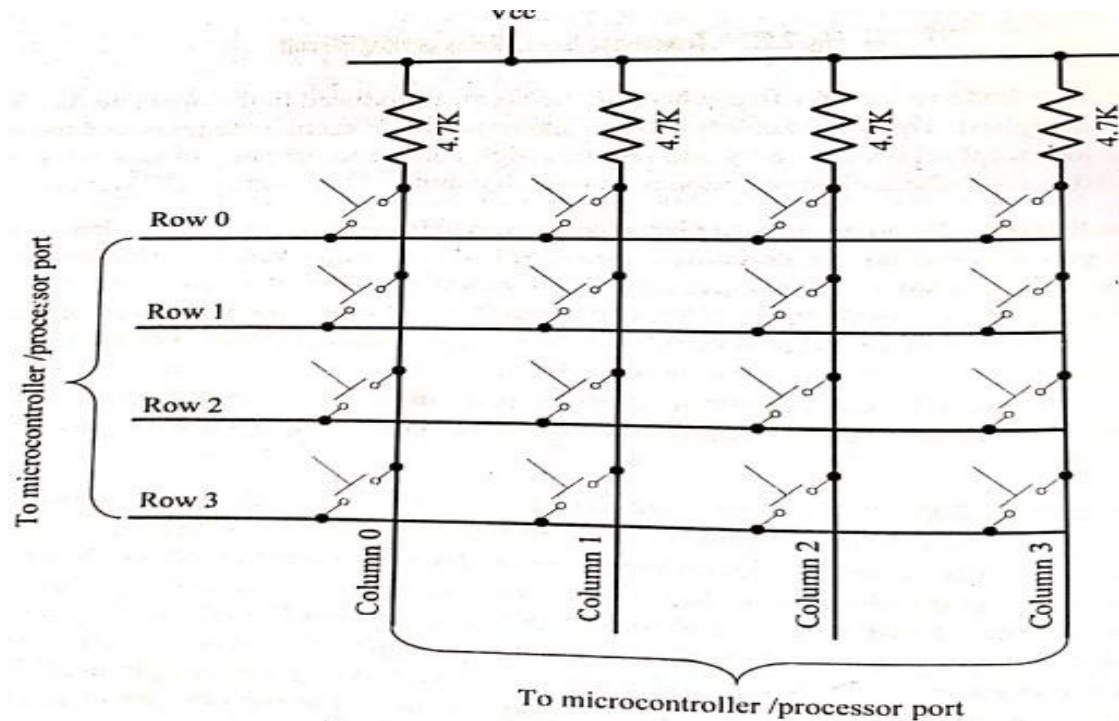 Vcc
4.7K
4.7K
4.7K
4.7K
Row 0
Row 1
Row 2
Row 3
To microcontroller /processor port
Column 0
Column 1
Column 2
Column 3
To microcontroller /processor port